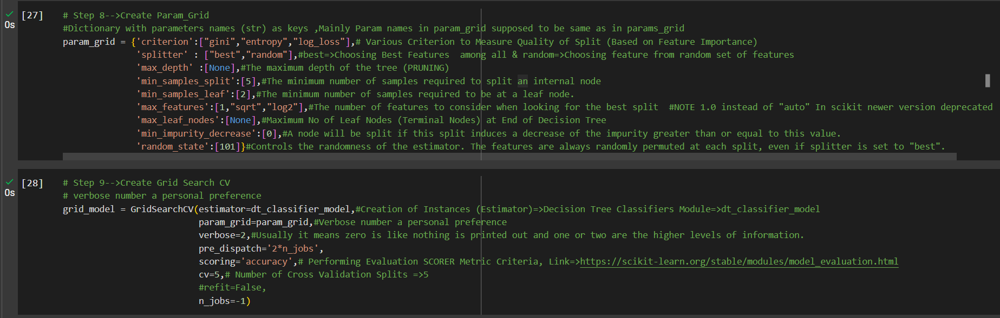 [27] # Step 8-->Create Param_Grid
0s #Dictionary with parameters names (str) as keys ,Mainly Param names in param_grid supposed to be same as in params_grid
param_grid = {'criterion':["gini","entropy","log_loss"],# Various Criterion to Measure Quality of Split (Based on Feature Importance)
'splitter' : ["best","random"],#best=>Choosing Best Features  among all & random=>Choosing feature from random set of features
'max_depth' :[None],#The maximum depth of the tree (PRUNING)
'min_samples_split':[5],#The minimum number of samples required to split an internal node
'min_samples_leaf':[2],#The minimum number of samples required to be at a leaf node.
'max_features':[1,"sqrt","log2"],#The number of features to consider when looking for the best split  #NOTE 1.0 instead of "auto" In scikit newer version deprecated
'max_leaf_nodes':[None],#Maximum No of Leaf Nodes (Terminal Nodes) at End of Decision Tree
'min_impurity_decrease':[0],#A node will be split if this split induces a decrease of the impurity greater than or equal to this value.
'random_state':[101]}#Controls the randomness of the estimator. The features are always randomly permuted at each split, even if splitter is set to "best".
[28] # Step 9-->Create Grid Search CV
0s # verbose number a personal preference
grid_model = GridSearchCV(estimator=dt_classifier_model,#Creation of Instances (Estimator)=>Decision Tree Classifiers Module=>dt_classifier_model
param_grid=param_grid,#Verbose number a personal preference
verbose=2,#Usually it means zero is like nothing is printed out and one or two are the higher levels of information.
pre_dispatch='2*n_jobs',
scoring='accuracy',# Performing Evaluation SCORER Metric Criteria, Link=>https://scikit-learn.org/stable/modules/model_evaluation.html
cv=5,# Number of Cross Validation Splits =>5
#refit=False,
n_jobs=-1)